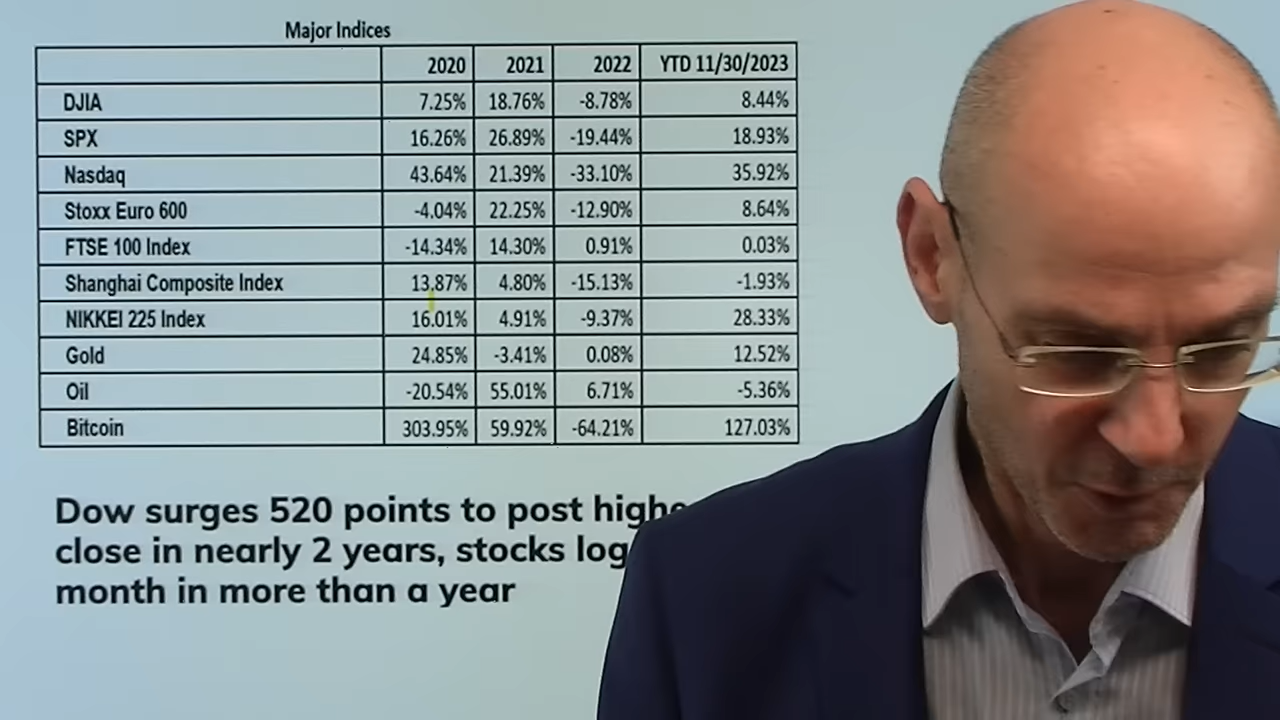 Major Indices
2020 2021 2022 YTD 11/30/2023
DJIA 7.25% 18.76% -8.78% 8.44%
SPX 16.26% 26.89% -19.44% 18.93%
Nasdaq 43.64% 21.39% -33.10% 35.92%
Stoxx Euro 600 -4.04% 22.25% -12.90% 8.64%
FTSE 100 Index -14.34% 14.30% 0.91% 0.03%
Shanghai Composite Index 13.87% 4.80% -15.13% -1.93%
NIKKEI 225 Index 16.01% 4.91% -9.37% 28.33%
Gold 24.85% -3.41% 0.08% 12.52%
Oil -20.54% 55.01% 6.71% -5.36%
Bitcoin 303.95% 59.92% -64.21% 127.03%
Dow surges 520 points to post
close in nearly 2 years, stocks log
month in more than a year